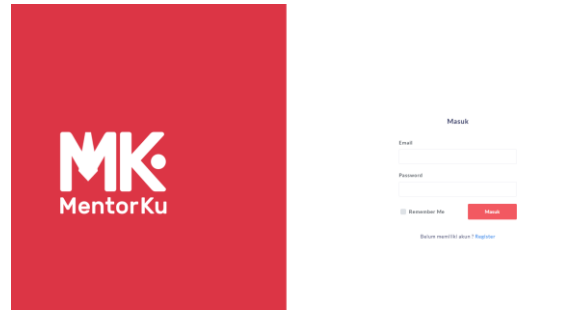 MK
MentorKu
Masuk
Email
Password
Remember Me
Masuk
Belum memiliki akun ? Register